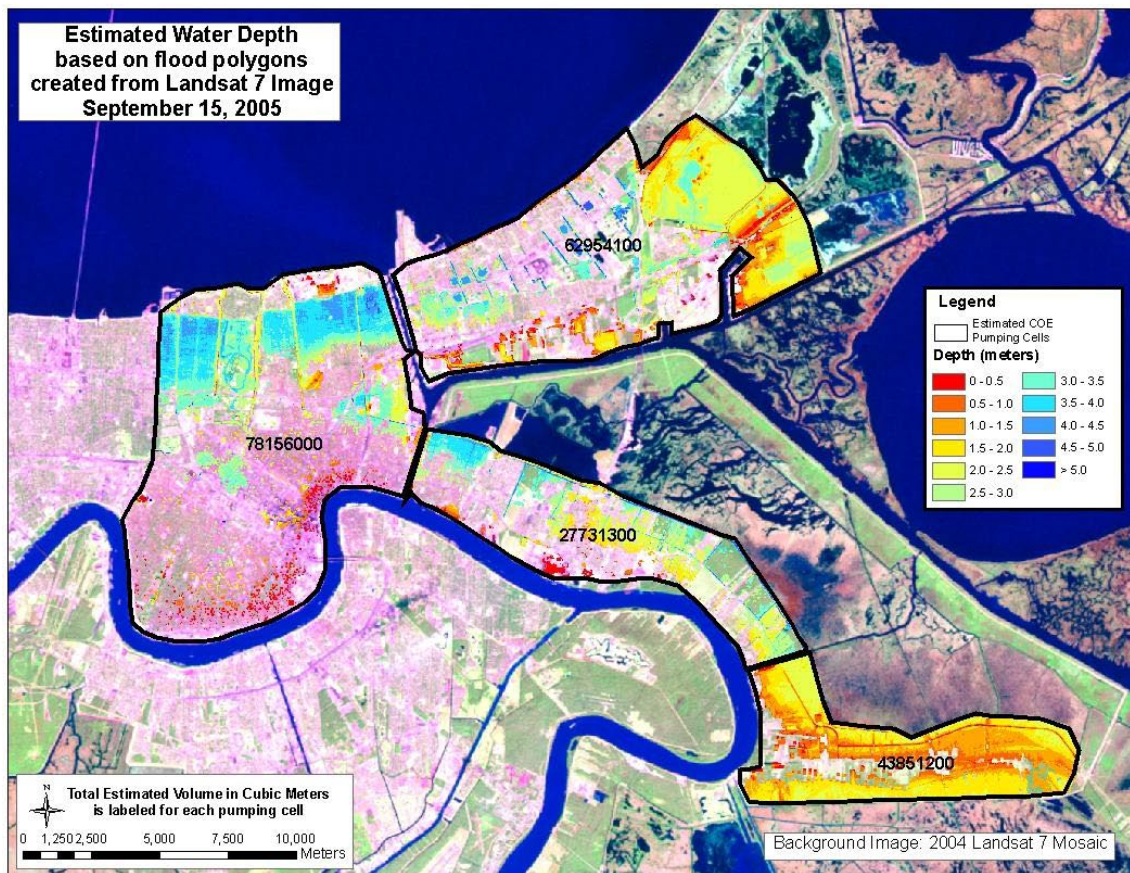 Estimated Water Depth
based on flood polygons
created from Landsat 7 Image
September 15, 2005
62954100
78156000
27731300
43851200
Legend
Estimated COE
Pumping Cells
Depth (meters)
0 - 0.5
0.5 - 1.0
1.0 - 1.5
1.5 - 2.0
2.0 - 2.5
2.5 - 3.0
3.0 - 3.5
3.5 - 4.0
4.0 - 4.5
4.5 - 5.0
> 5.0
N
Total Estimated Volume in Cubic Meters
is labeled for each pumping cell
0 1,250 2,500 5,000 7,500 10,000
Meters
Background Image: 2004 Landsat 7 Mosaic